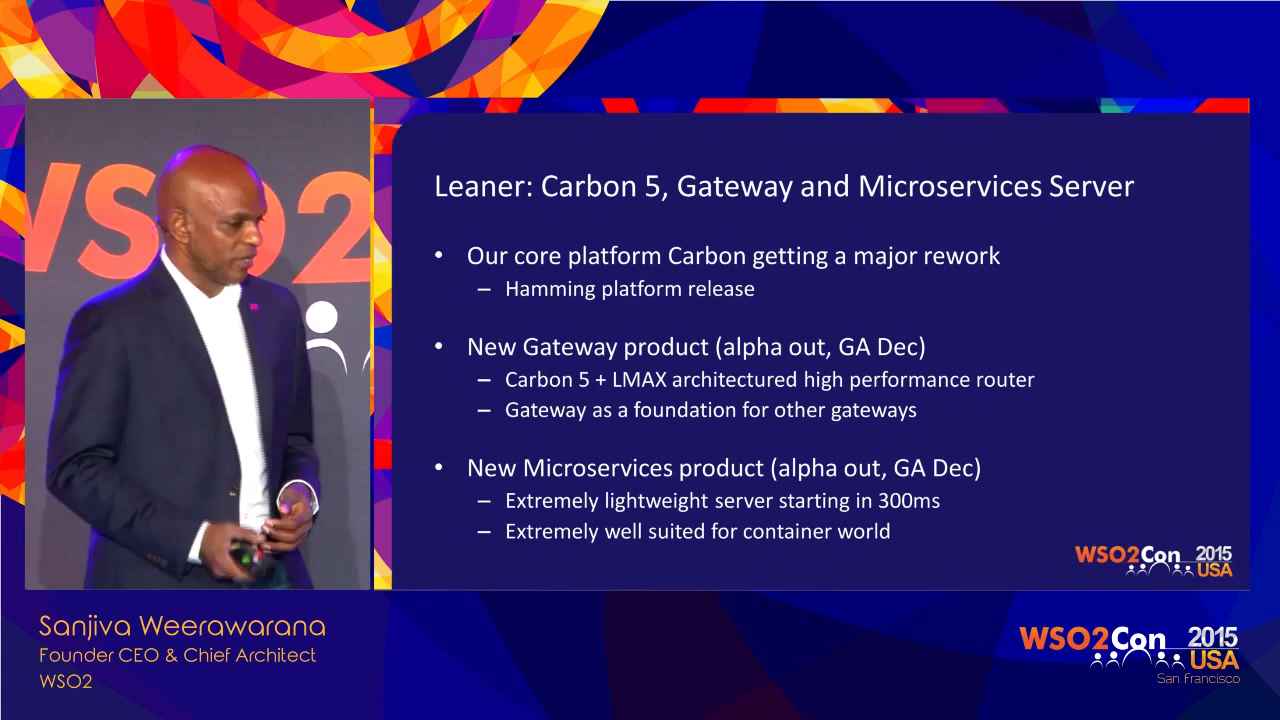 WSO2
Leaner: Carbon 5, Gateway and Microservices Server
• Our core platform Carbon getting a major rework
– Hamming platform release
• New Gateway product (alpha out, GA Dec)
– Carbon 5 + LMAX architectured high performance router
– Gateway as a foundation for other gateways
• New Microservices product (alpha out, GA Dec)
– Extremely lightweight server starting in 300ms
– Extremely well suited for container world
WSO2Con 2015
USA
Sanjiva Weerawarana
Founder CEO & Chief Architect
WSO2
WSO2Con 2015
USA
San Francisco